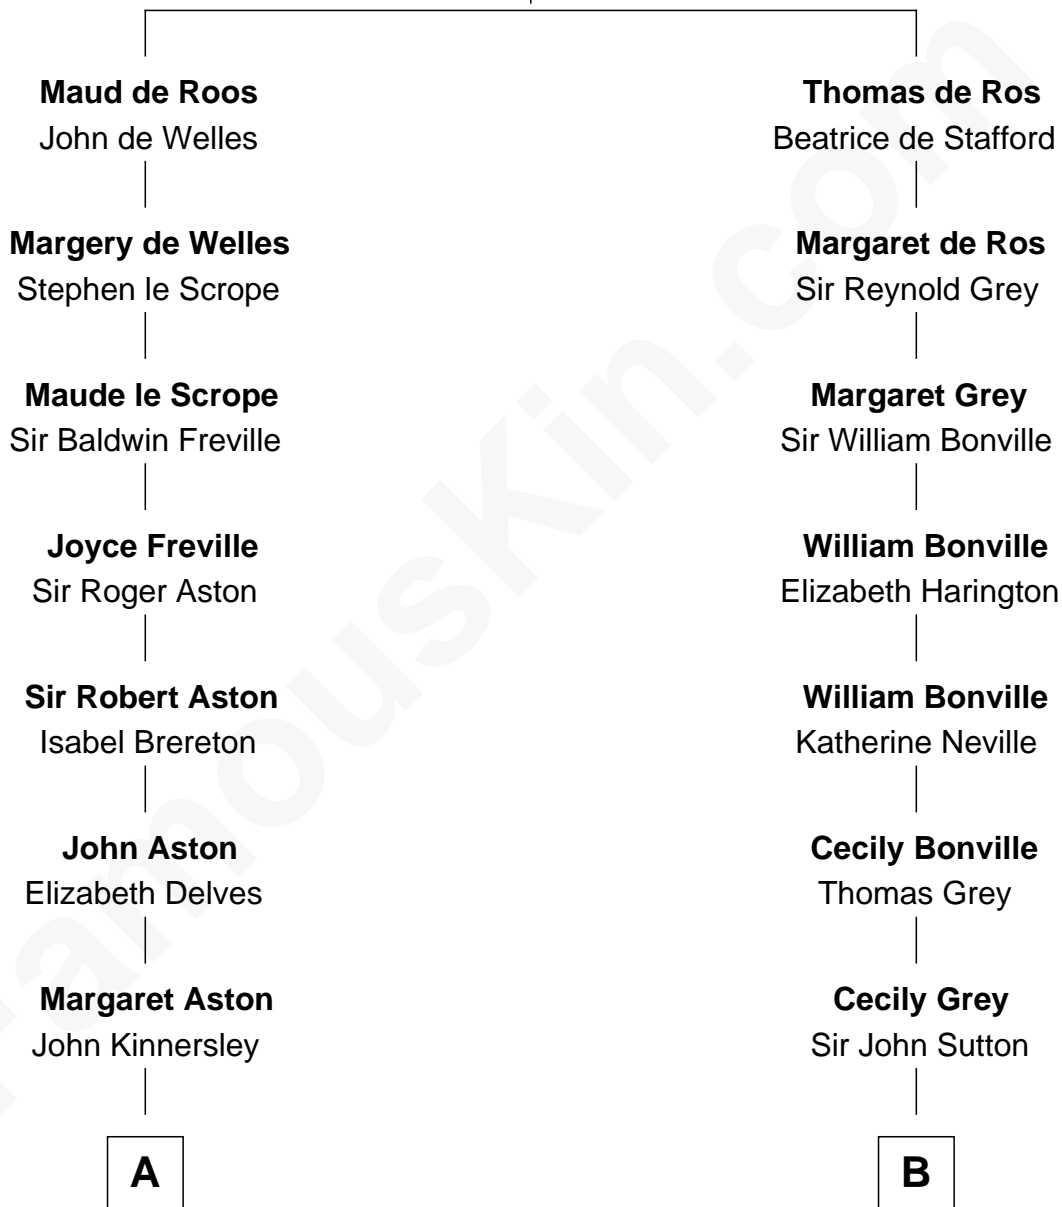 Maud de Roos
John de Welles
Thomas de Ros
Beatrice de Stafford
Margery de Welles
Stephen le Scrope
Margaret de Ros
Sir Reynold Grey
Maude le Scrope
Sir Baldwin Freville
Margaret Grey
Sir William Bonville
Joyce Freville
Sir Roger Aston
William Bonville
Elizabeth Harington
Sir Robert Aston
Isabel Brereton
William Bonville
Katherine Neville
John Aston
Elizabeth Delves
Cecily Bonville
Thomas Grey
Margaret Aston
John Kinnersley
Cecily Grey
Sir John Sutton
A
B
FamousKin.com